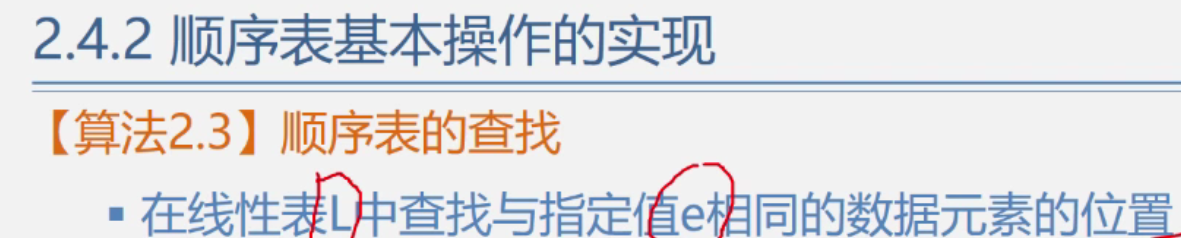 2.4.2 顺序表基本操作的实现
【算法2.3】顺序表的查找
▪ 在线性表L中查找与指定值e相同的数据元素的位置